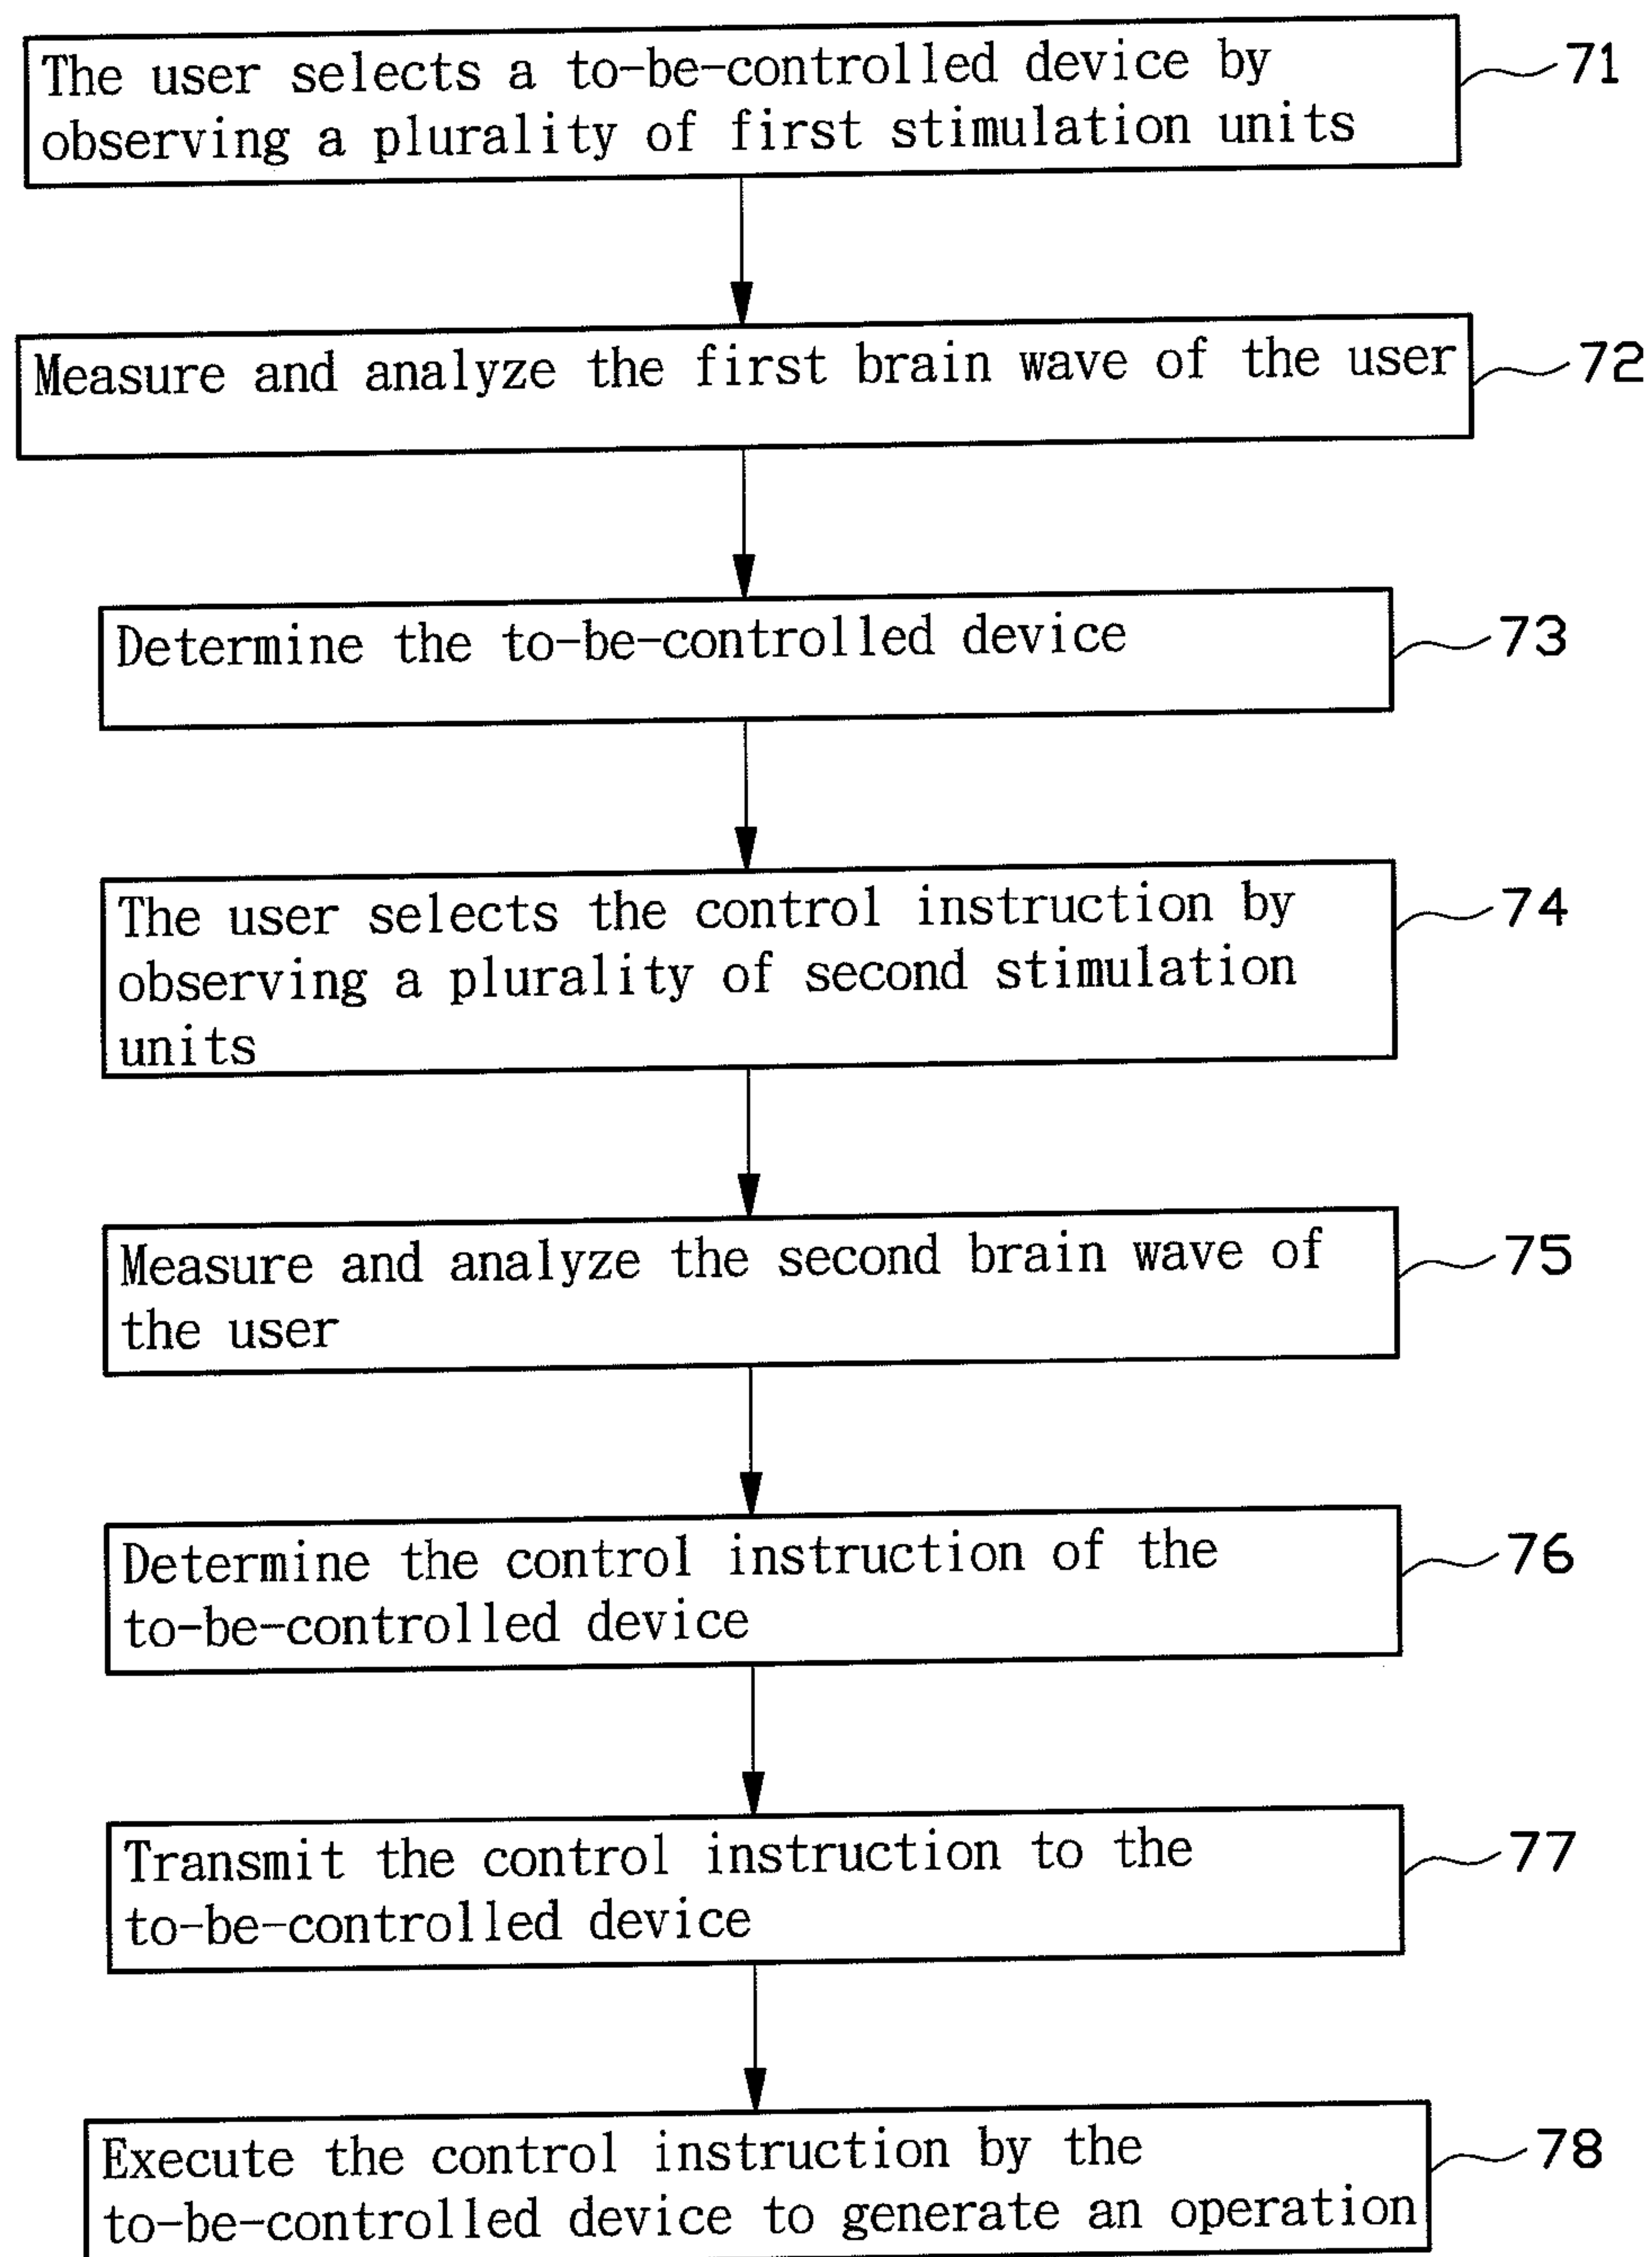 The user selects a to-be-controlled device by
observing a plurality of first stimulation units
71
Measure and analyze the first brain wave of the user
72
Determine the to-be-controlled device
73
The user selects the control instruction by
observing a plurality of second stimulation
units
74
Measure and analyze the second brain wave of
the user
75
Determine the control instruction of the
to-be-controlled device
76
Transmit the control instruction to the
to-be-controlled device
77
Execute the control instruction by the
to-be-controlled device to generate an operation
78